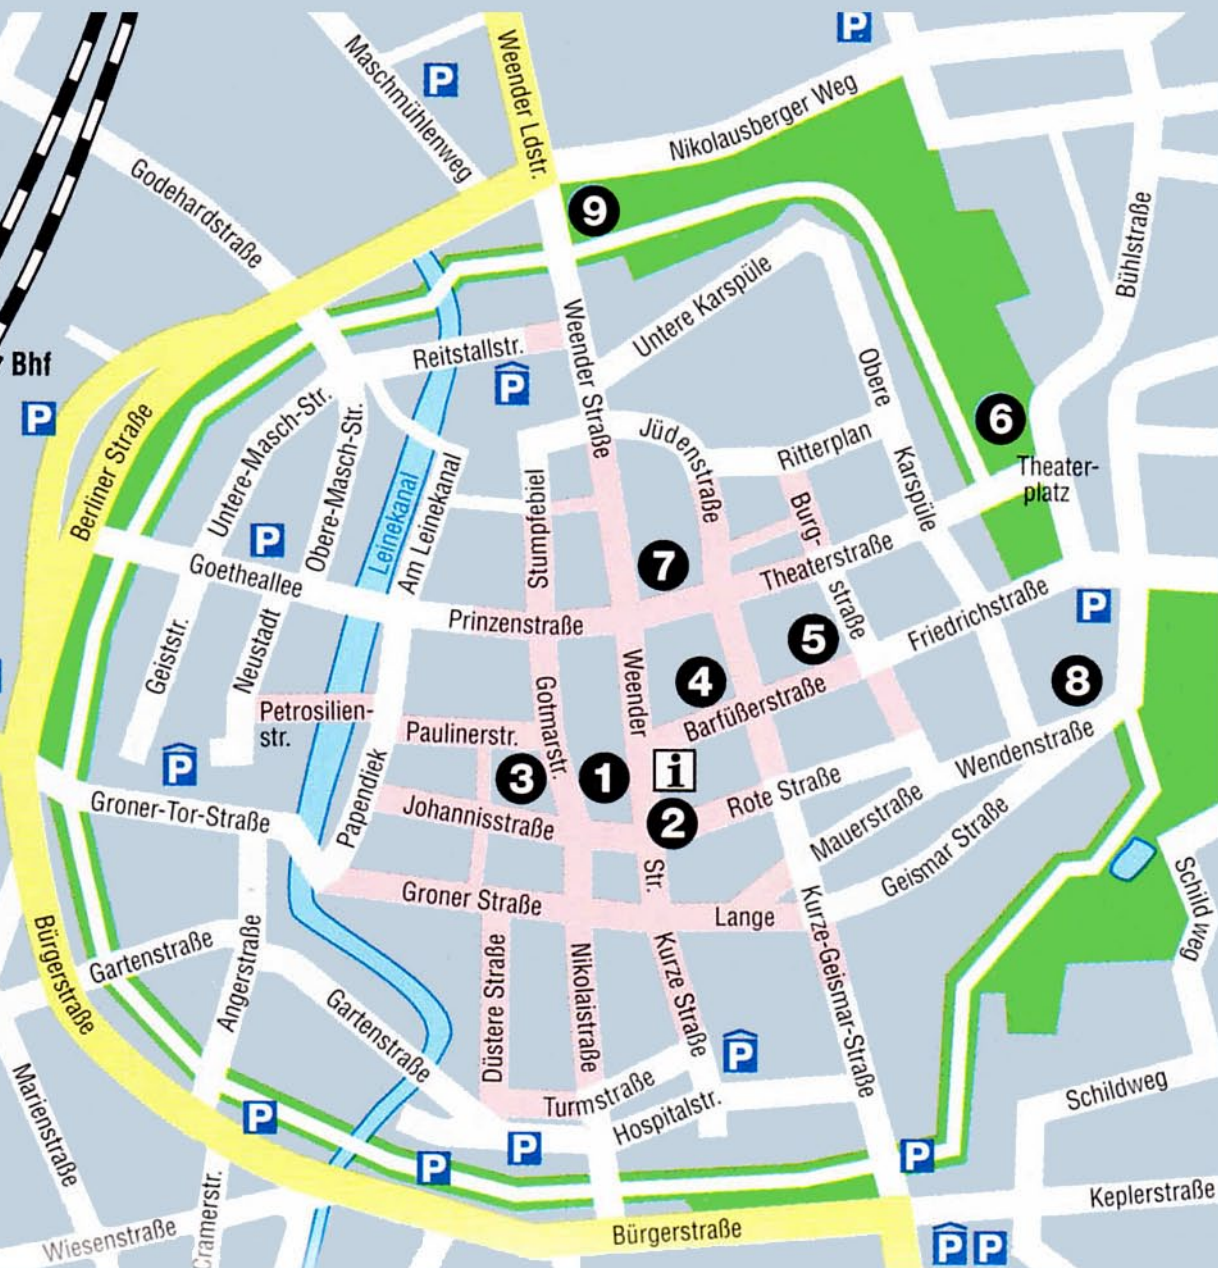 P
Weender Ldstr.
Maschmühlenweg
P
Nikolausberger Weg
Godehardstraße
9
Bühlstraße
Untere Karspüle
Weender Straße
Reitstallstr.
P
Bhf
P
Obere
Karspüle
6
Theater-
platz
Berliner Straße
Untere-Masch-Str.
Obere-Masch-Str.
Jüdenstraße
Ritterplan
Leinekanal
Am Leinekanal
Stumpfebiel
Burg-
straße
P
7
Theaterstraße
Goetheallee
Prinzenstraße
Friedrichstraße
P
5
Geiststr.
Neustadt
Weender
4
8
Barfüßerstraße
Petrosilien-
str.
Paulinerstr.
Gotmarstr.
Wendenstraße
P
3
1
i
2
Rote Straße
Groner-Tor-Straße
Papendiek
Johannisstraße
Mauerstraße
Geismar Straße
Str.
Groner Straße
Lange
Schild weg
Kurze-Geismar-Straße
Bürgerstraße
Gartenstraße
Angerstraße
Gartenstraße
Düstere Straße
Nikolaistraße
Kurze Straße
P
Marienstraße
Turmstraße
Hospitalstr.
Schildweg
P
P
P
P
Cramerstr.
Keplerstraße
Wiesenstraße
Bürgerstraße
P P